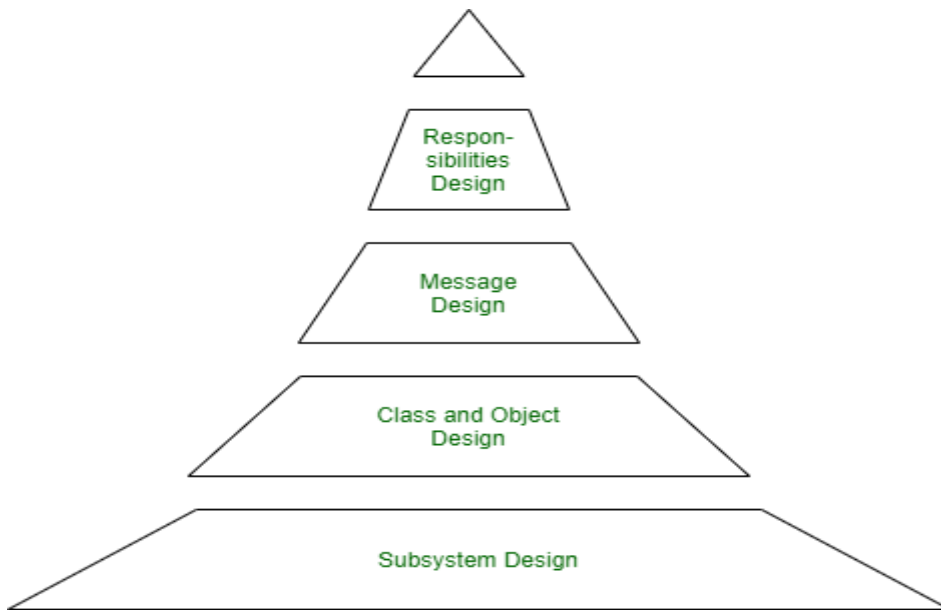 Respon-
sibilities
Design
Message
Design
Class and Object
Design
Subsystem Design